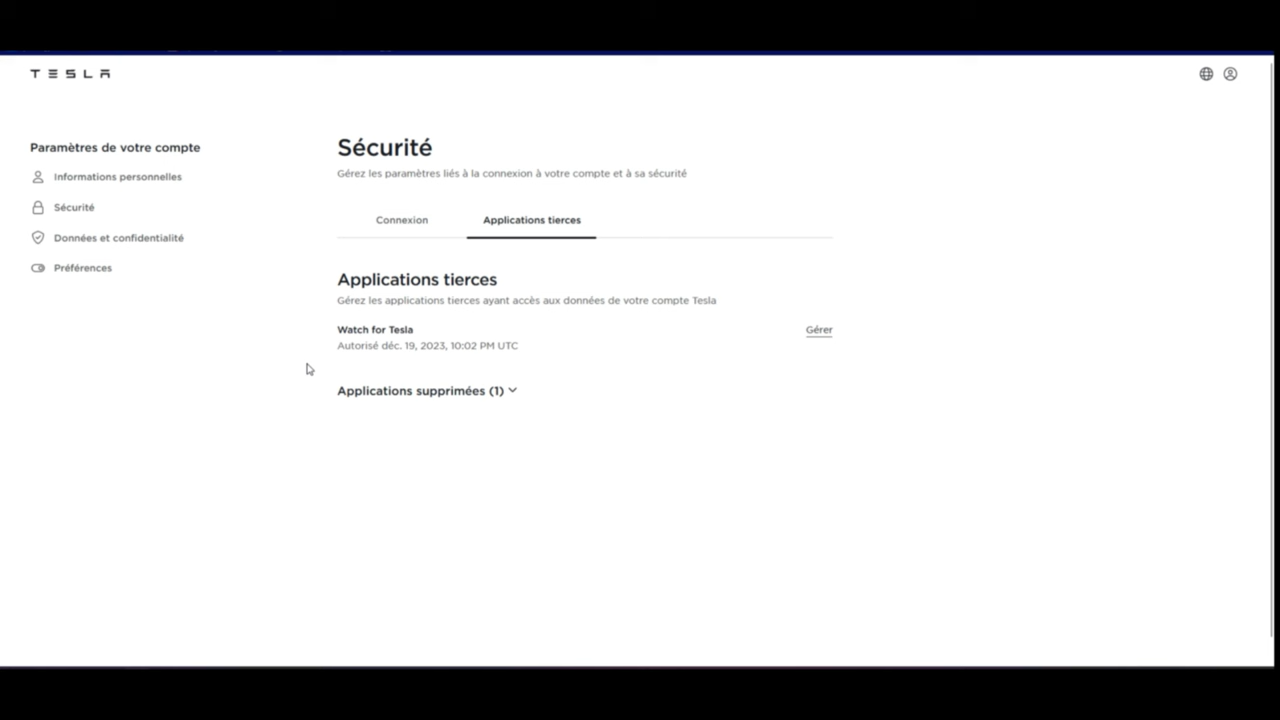 TESLA
Paramètres de votre compte
Informations personnelles
Sécurité
Données et confidentialité
Préférences
Sécurité
Gérez les paramètres liés à la connexion à votre compte et à sa sécurité
Connexion Applications tierces
Applications tierces
Gérez les applications tierces ayant accès aux données de votre compte Tesla
Watch for Tesla Gérer
Autorisé déc. 19, 2023, 10:02 PM UTC
Applications supprimées (1)